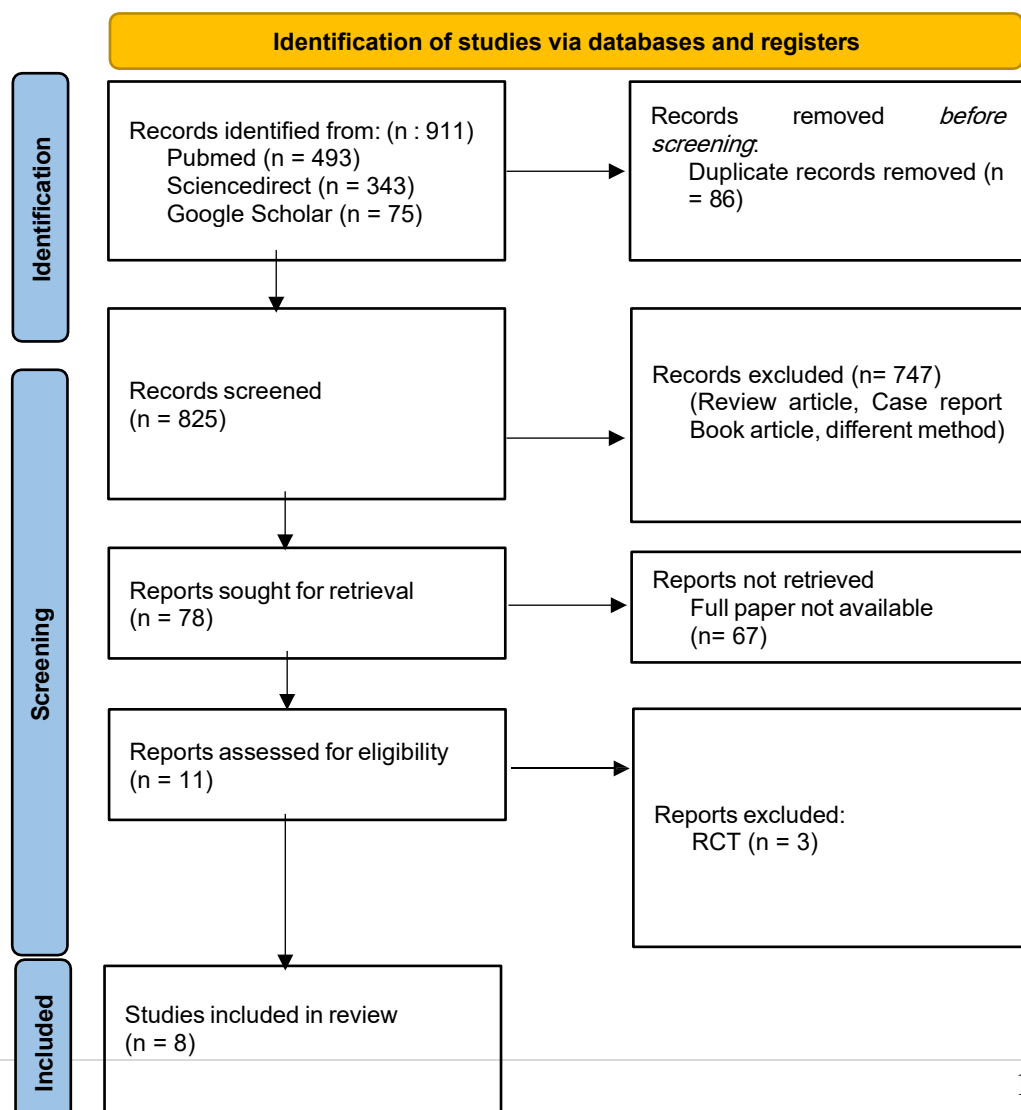 Identification of studies via databases and registers
Identification
Records identified from: (n : 911)
Pubmed (n = 493)
Sciencedirect (n = 343)
Google Scholar (n = 75)
Records removed before
screening:
Duplicate records removed (n
= 86)
Screening
Records screened
(n = 825)
Records excluded (n= 747)
(Review article, Case report
Book article, different method)
Reports sought for retrieval
(n = 78)
Reports not retrieved
Full paper not available
(n= 67)
Reports assessed for eligibility
(n = 11)
Reports excluded:
RCT (n = 3)
Included
Studies included in review
(n = 8)